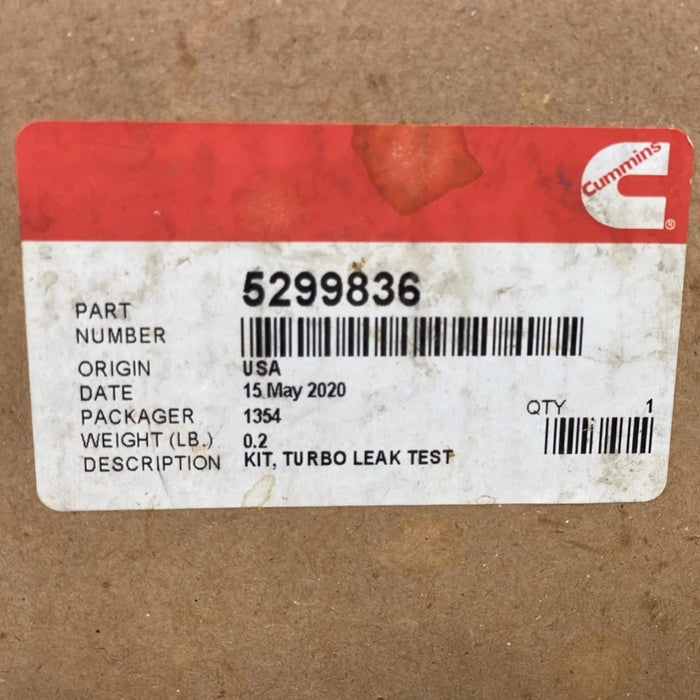 Cummins
®
PART NUMBER 5299836
ORIGIN USA
DATE 15 May 2020
PACKAGER 1354
WEIGHT (LB.) 0.2
DESCRIPTION KIT, TURBO LEAK TEST
QTY 1